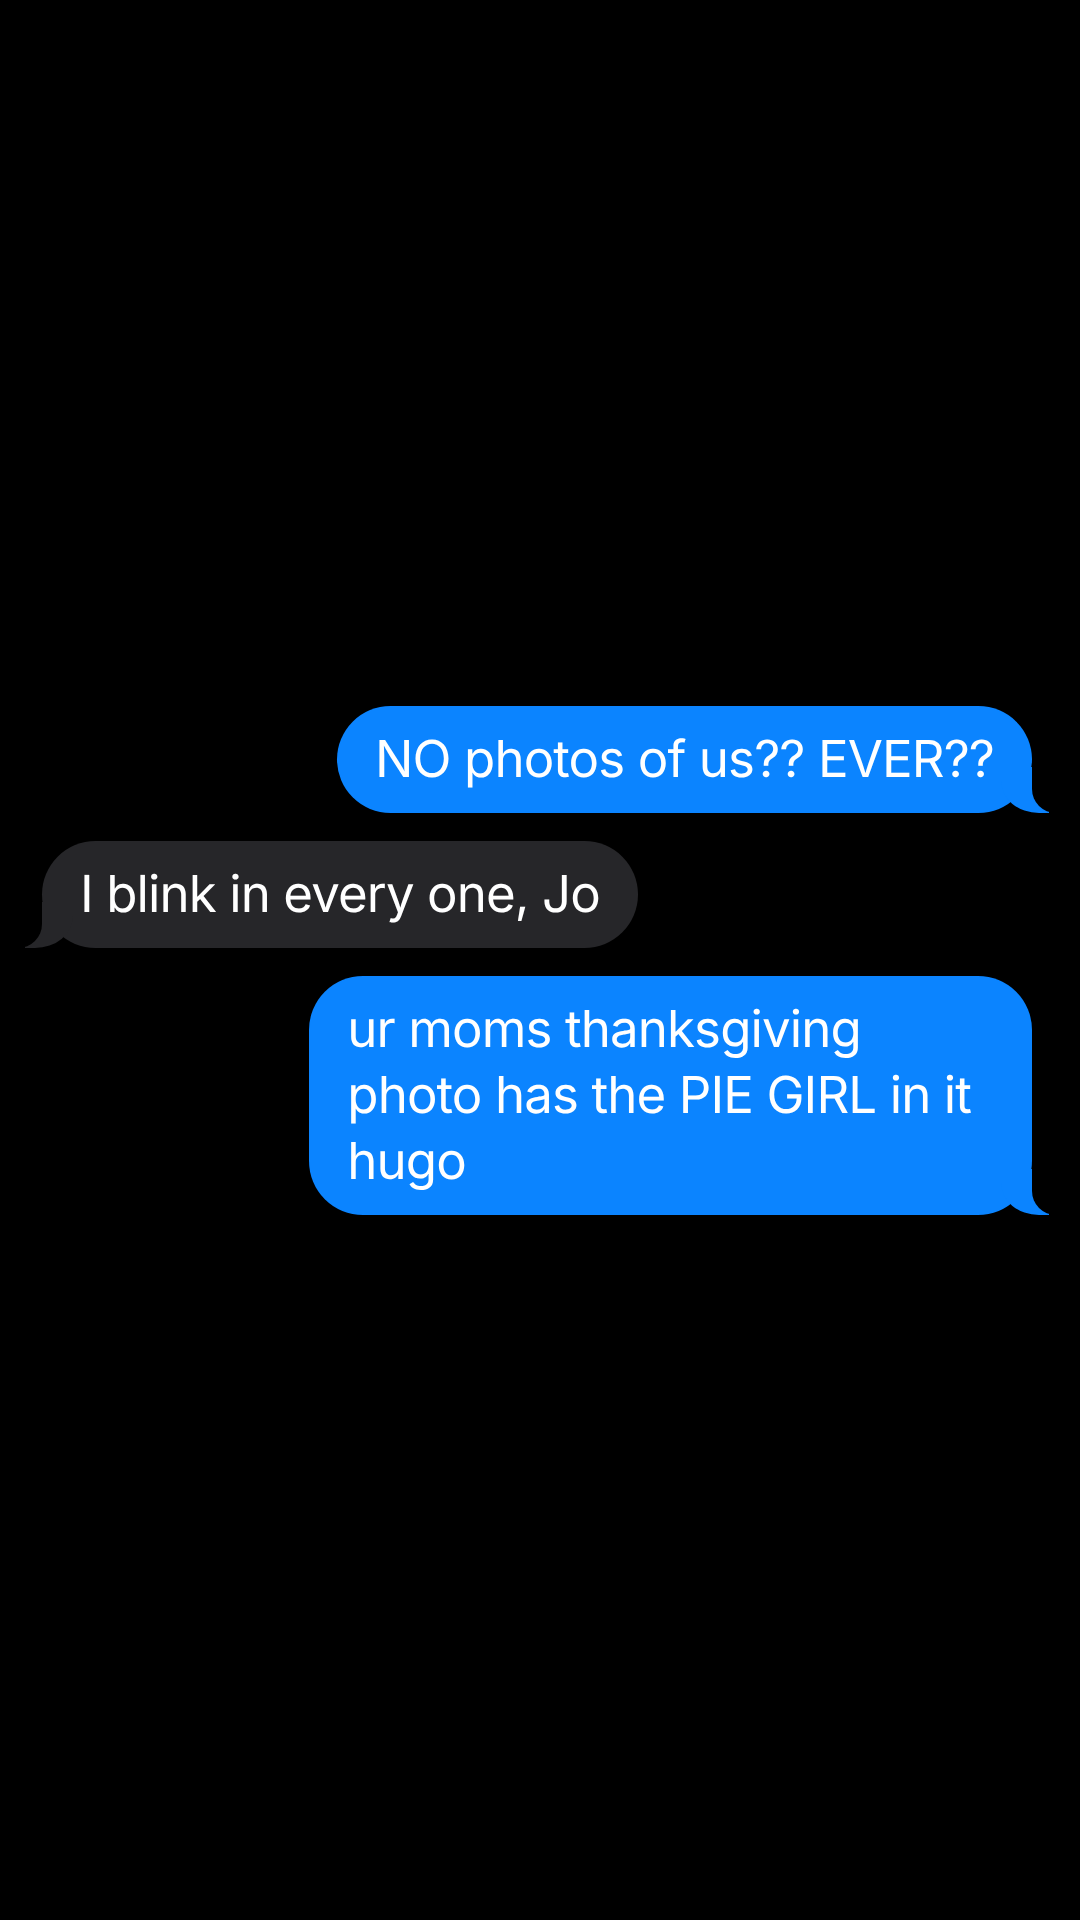 NO photos of us?? EVER??
I blink in every one, Jo
ur moms thanksgiving
photo has the PIE GIRL in it
hugo